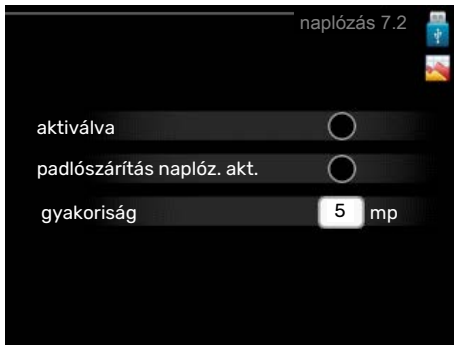 naplózás 7.2
aktiválva
padlószárítás naplóz. akt.
gyakoriság 5 mp